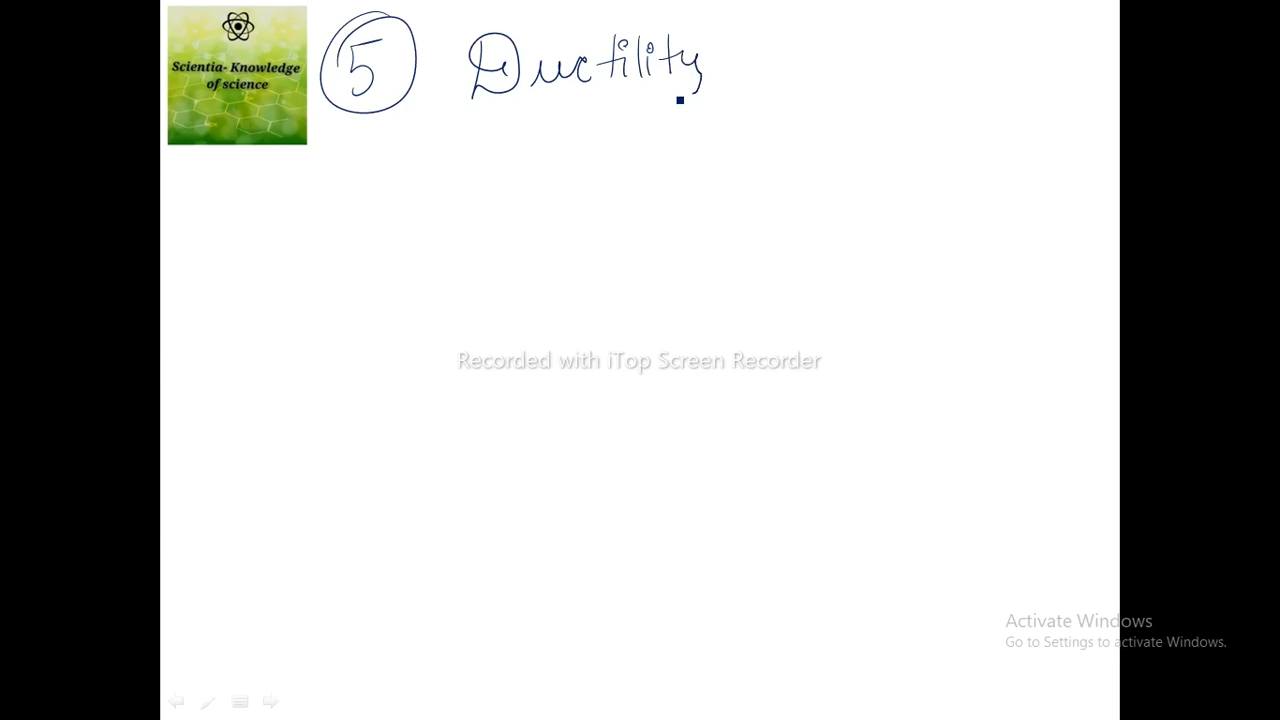 Scientia- Knowledge
of science
5 Ductility
Recorded with iTop Screen Recorder
Activate Windows
Go to Settings to activate Windows.